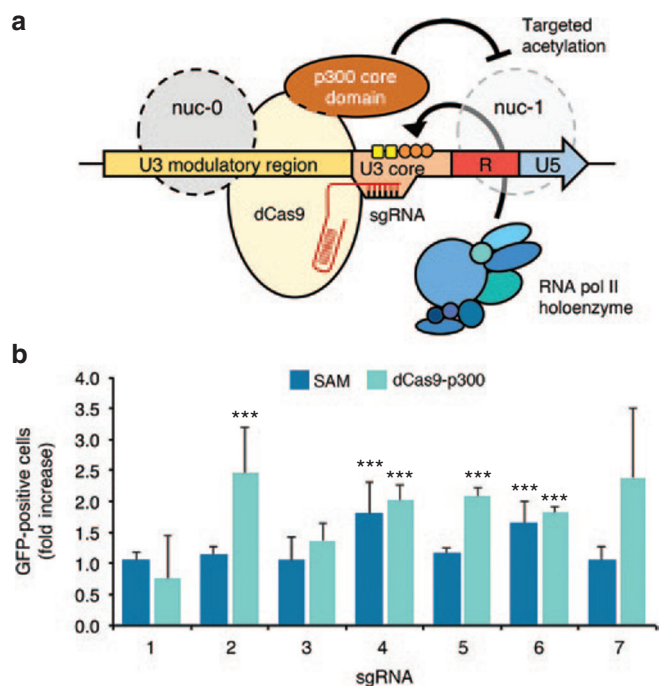 a
Targeted
acetylation
p300 core
domain
nuc-0
nuc-1
U3 modulatory region
U3 core
R
U5
dCas9
sgRNA
RNA pol II
holoenzyme
b
SAM
dCas9-p300
GFP-positive cells
(fold increase)
4.0
3.5
3.0
2.5
2.0
1.5
1.0
0.5
0.0
***
***
***
***
***
***
1
2
3
4
5
6
7
sgRNA